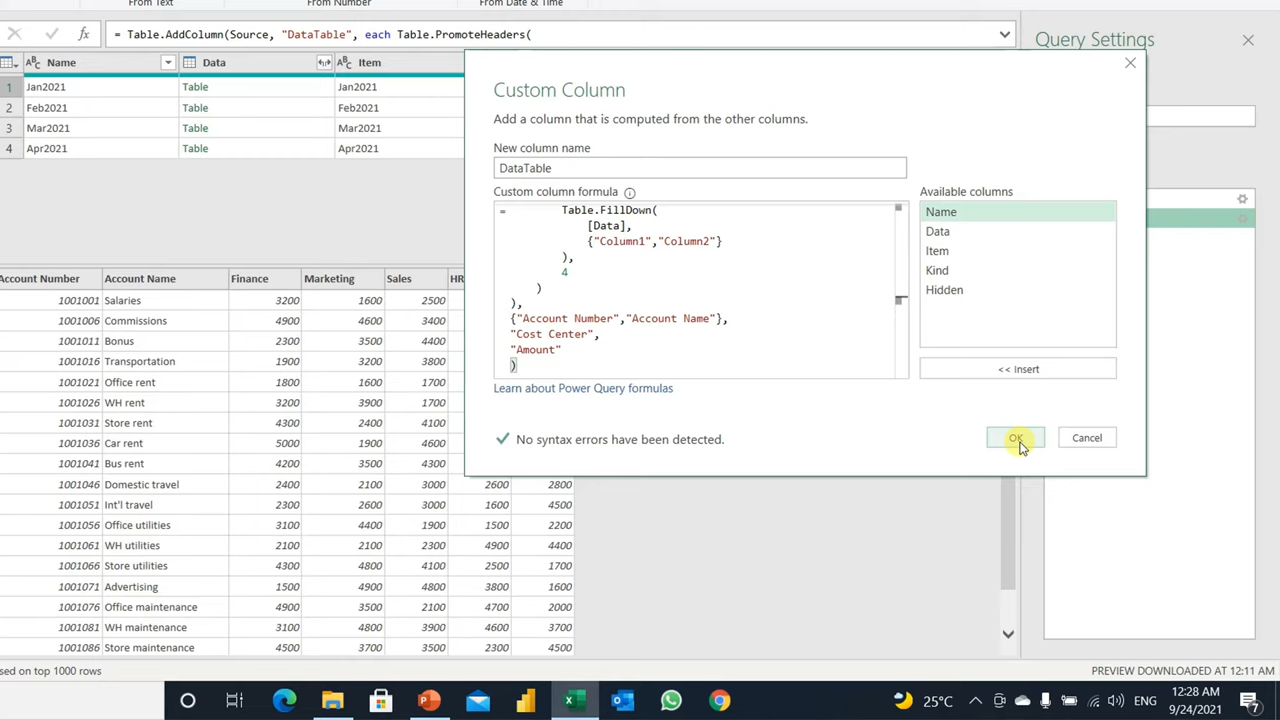 From Text From Number From Date & Time
fx = Table.AddColumn(Source, "DataTable", each Table.PromoteHeaders(
Query Settings
ABC Name Data ABC Item
1 Jan2021 Table Jan2021
2 Feb2021 Table Feb2021
3 Mar2021 Table Mar2021
4 Apr2021 Table Apr2021
Custom Column
Add a column that is computed from the other columns.
New column name
DataTable
Custom column formula
Available columns
= Table.FillDown(
[Data],
{"Column1","Column2"}
),
4
)
),
{"Account Number","Account Name"},
"Cost Center",
"Amount"
)
Name
Data
Item
Kind
Hidden
<< Insert
Learn about Power Query formulas
No syntax errors have been detected.
OK Cancel
Account Number Account Name Finance Marketing Sales HR
1001001 Salaries 3200 1600 2500
1001006 Commissions 4900 4600 3400
1001011 Bonus 2300 3500 4400
1001016 Transportation 1900 3200 3800
1001021 Office rent 1800 1600 1700
1001026 WH rent 3200 3900 1700
1001031 Store rent 4300 2400 4100
1001036 Car rent 5000 1900 4600
1001041 Bus rent 4200 3500 4300
1001046 Domestic travel 2400 2100 3000 2600 2800
1001051 Int'l travel 2300 2600 3000 1600 4500
1001056 Office utilities 3100 4400 1900 1500 2200
1001061 WH utilities 2100 2100 2300 4900 4400
1001066 Store utilities 4300 4800 4100 2500 1700
1001071 Advertising 1500 4900 4800 3800 1600
1001076 Office maintenance 4900 3500 2100 4700 2000
1001081 WH maintenance 3100 4800 3900 4600 3700
1001086 Store maintenance 4500 3700 3500 2300 4500
sed on top 1000 rows
PREVIEW DOWNLOADED AT 12:11 AM
25°C ENG 12:28 AM
9/24/2021 7